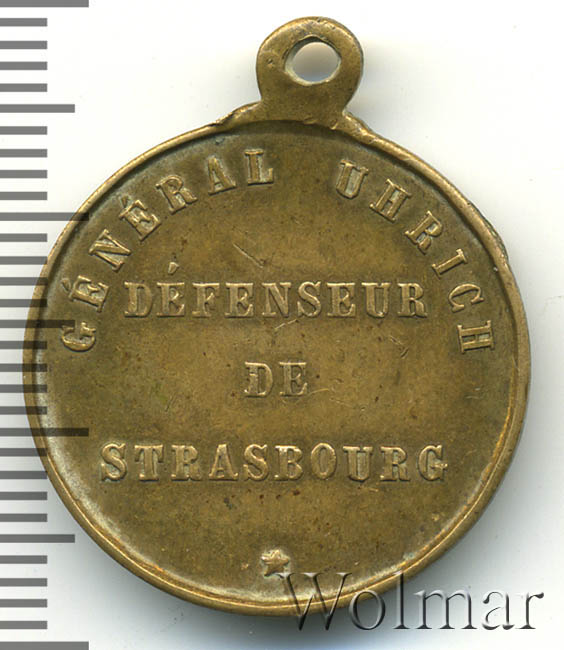 GÉNÉRAL UHRICH
DÉFENSEUR
DE
STRASBOURG
Wolmar